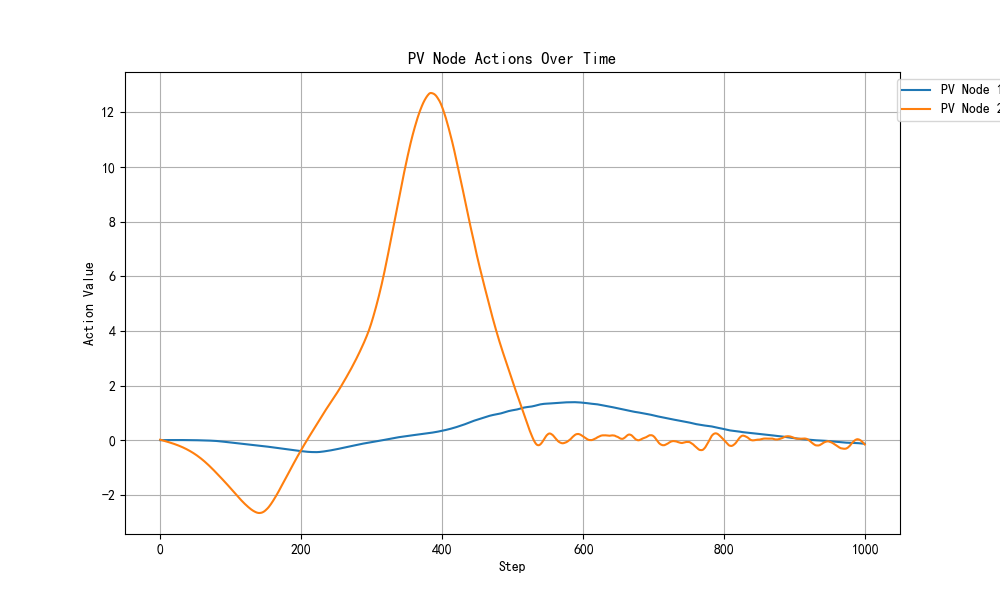 PV Node Actions Over Time
PV Node 1
PV Node 2
12
10
8
6
4
2
0
−2
Action Value
0 200 400 600 800 1000
Step